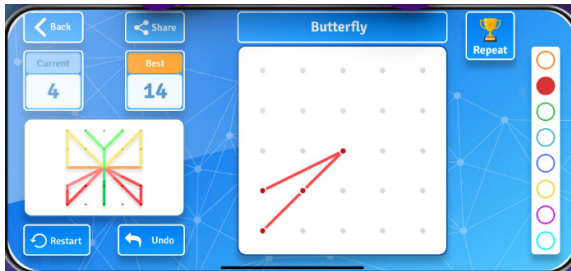 Back
Share
Butterfly
Repeat
Current
Best
4
14
Restart
Undo